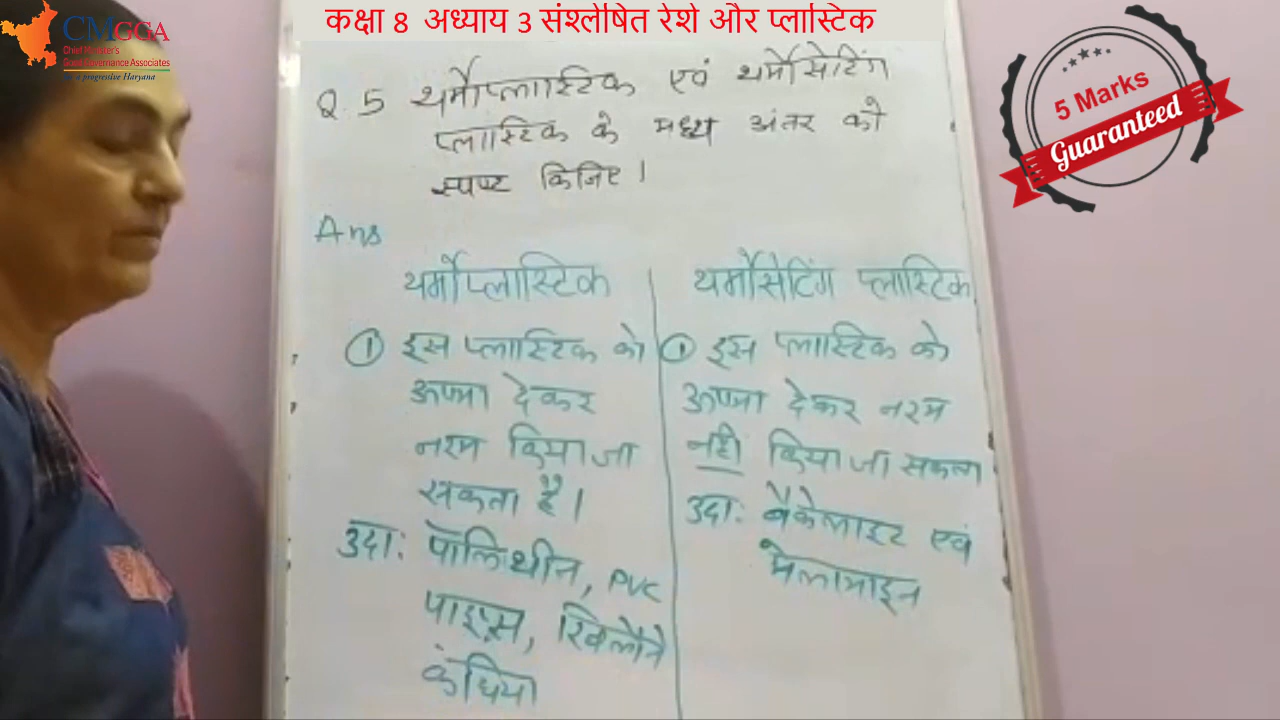 CMGGA
Chief Minister's
Good Governance Associates
कक्षा 8 अध्याय 3 संश्लेषित रेशे और प्लास्टिक
5 Marks
Guaranteed
Q.5 थर्मोप्लास्टिक एवं थर्मोसेटिंग
प्लास्टिक के मध्य अंतर को
स्पष्ट किजिए।
Ans
थर्मोप्लास्टिक
① इस प्लास्टिक को
ऊष्मा देकर
नरम किया जा
सकता है।
उदा: पॉलिथीन, PVC
पाइप्स, खिलौने
कंघिया
थर्मोसेटिंग प्लास्टिक
① इस प्लास्टिक को
ऊष्मा देकर नरम
नही किया जा सकता
उदा: बैकेलाइट एवं
मेलामाइन